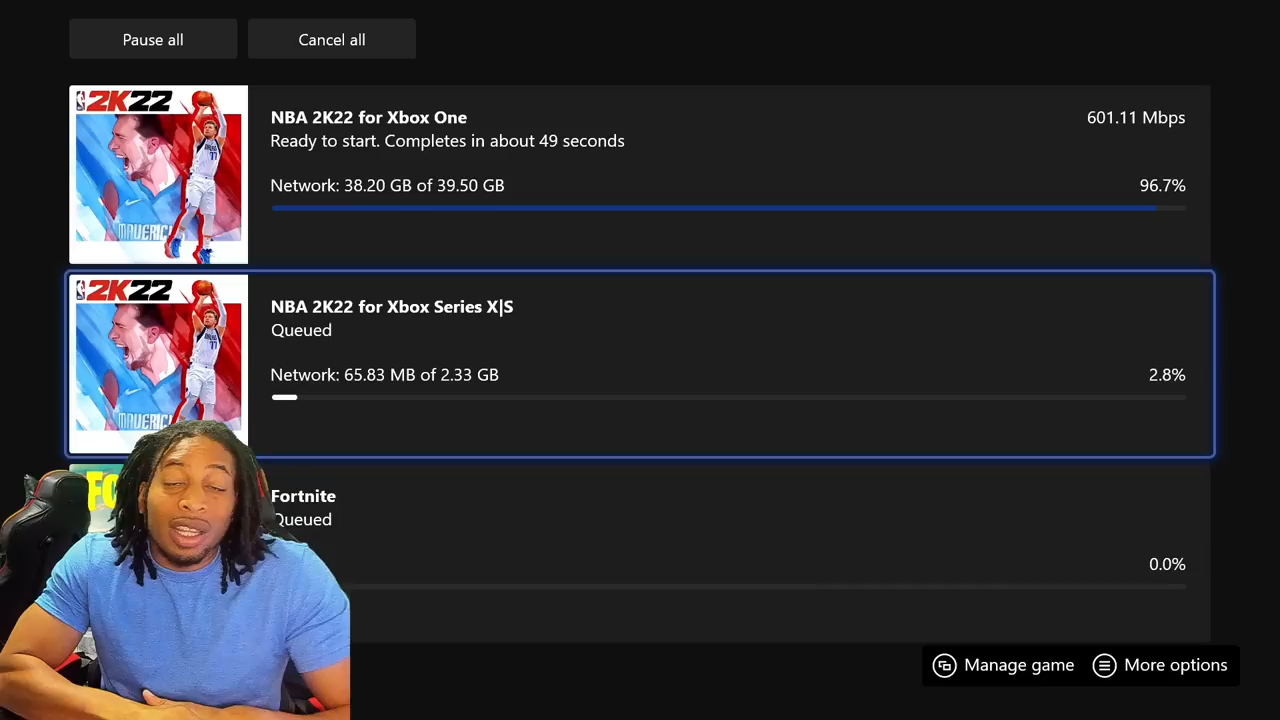 Pause all
Cancel all
2K22
NBA 2K22 for Xbox One
601.11 Mbps
Ready to start. Completes in about 49 seconds
Network: 38.20 GB of 39.50 GB
96.7%
77
2K22
NBA 2K22 for Xbox Series X|S
Queued
Network: 65.83 MB of 2.33 GB
2.8%
77
Fortnite
Queued
0.0%
Manage game
More options